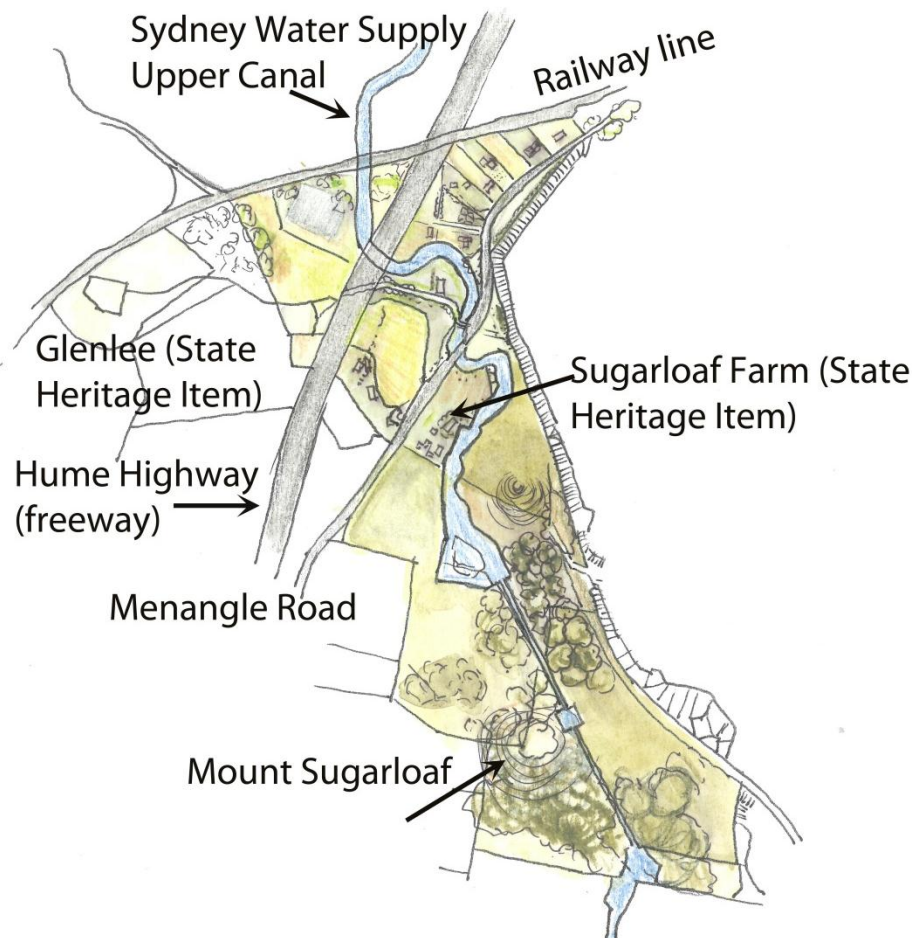 Sydney Water Supply
Upper Canal
Railway line
Glenlee (State
Heritage Item)
Sugarloaf Farm (State
Heritage Item)
Hume Highway
(freeway)
Menangle Road
Mount Sugarloaf